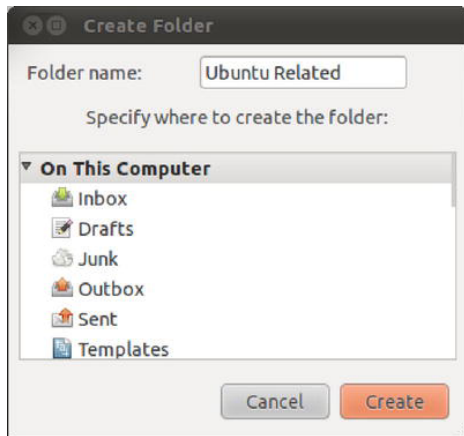 Create Folder
Folder name: Ubuntu Related
Specify where to create the folder:
On This Computer
Inbox
Drafts
Junk
Outbox
Sent
Templates
Cancel Create